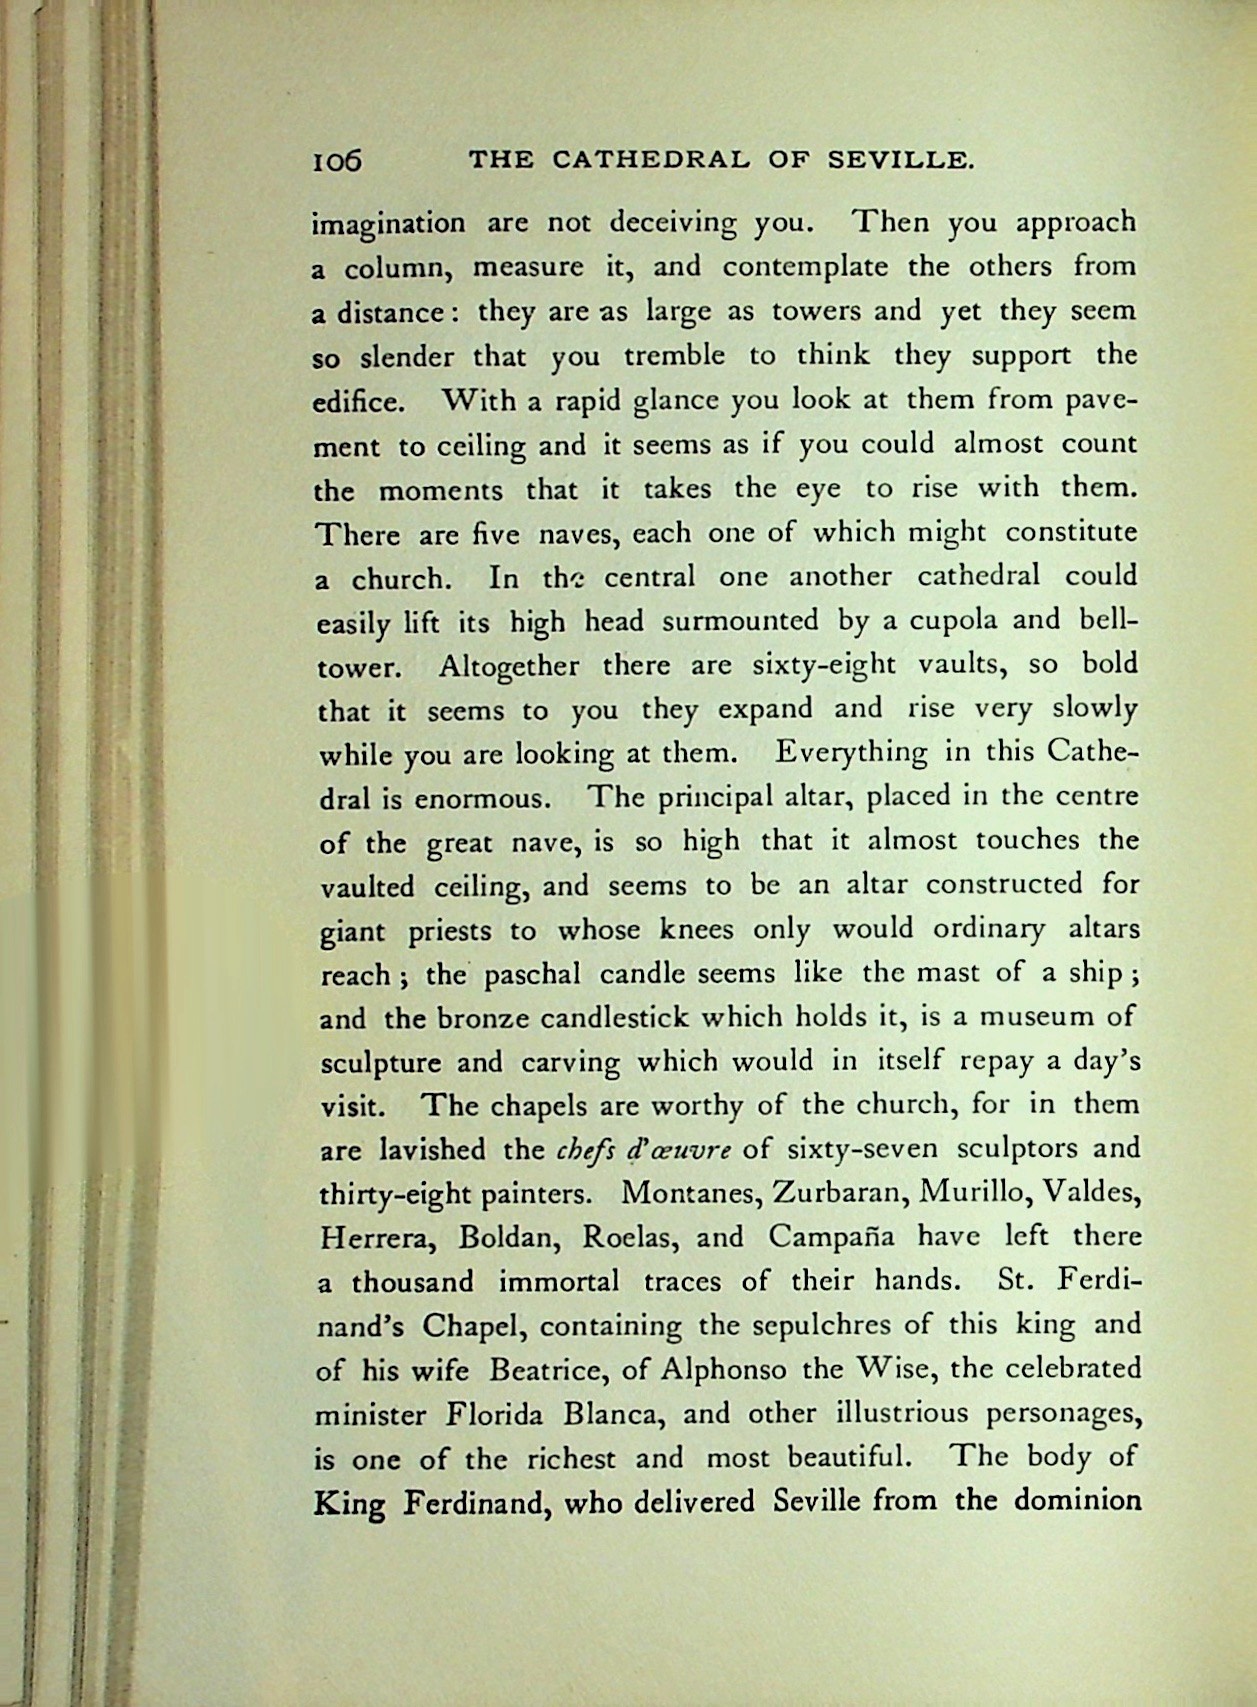 106 THE CATHEDRAL OF SEVILLE.
imagination are not deceiving you. Then you approach
a column, measure it, and contemplate the others from
a distance: they are as large as towers and yet they seem
so slender that you tremble to think they support the
edifice. With a rapid glance you look at them from pave-
ment to ceiling and it seems as if you could almost count
the moments that it takes the eye to rise with them.
There are five naves, each one of which might constitute
a church. In the central one another cathedral could
easily lift its high head surmounted by a cupola and bell-
tower. Altogether there are sixty-eight vaults, so bold
that it seems to you they expand and rise very slowly
while you are looking at them. Everything in this Cathe-
dral is enormous. The principal altar, placed in the centre
of the great nave, is so high that it almost touches the
vaulted ceiling, and seems to be an altar constructed for
giant priests to whose knees only would ordinary altars
reach; the paschal candle seems like the mast of a ship;
and the bronze candlestick which holds it, is a museum of
sculpture and carving which would in itself repay a day's
visit. The chapels are worthy of the church, for in them
are lavished the chefs d'œuvre of sixty-seven sculptors and
thirty-eight painters. Montanes, Zurbaran, Murillo, Valdes,
Herrera, Boldan, Roelas, and Campaña have left there
a thousand immortal traces of their hands. St. Ferdi-
nand's Chapel, containing the sepulchres of this king and
of his wife Beatrice, of Alphonso the Wise, the celebrated
minister Florida Blanca, and other illustrious personages,
is one of the richest and most beautiful. The body of
King Ferdinand, who delivered Seville from the dominion